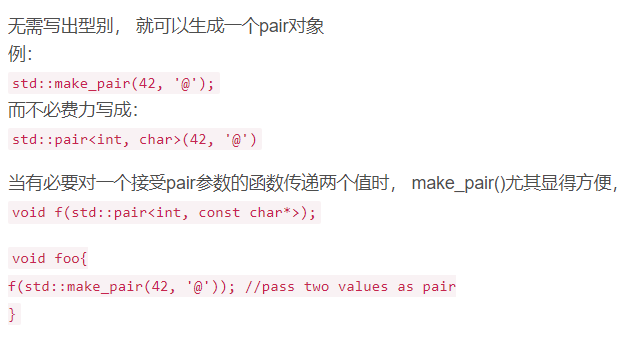 无需写出型别， 就可以生成一个pair对象
例：
std::make_pair(42, '@');
而不必费力写成：
std::pair<int, char>(42, '@')
当有必要对一个接受pair参数的函数传递两个值时， make_pair()尤其显得方便，
void f(std::pair<int, const char*>);
void foo{
f(std::make_pair(42, '@')); //pass two values as pair
}